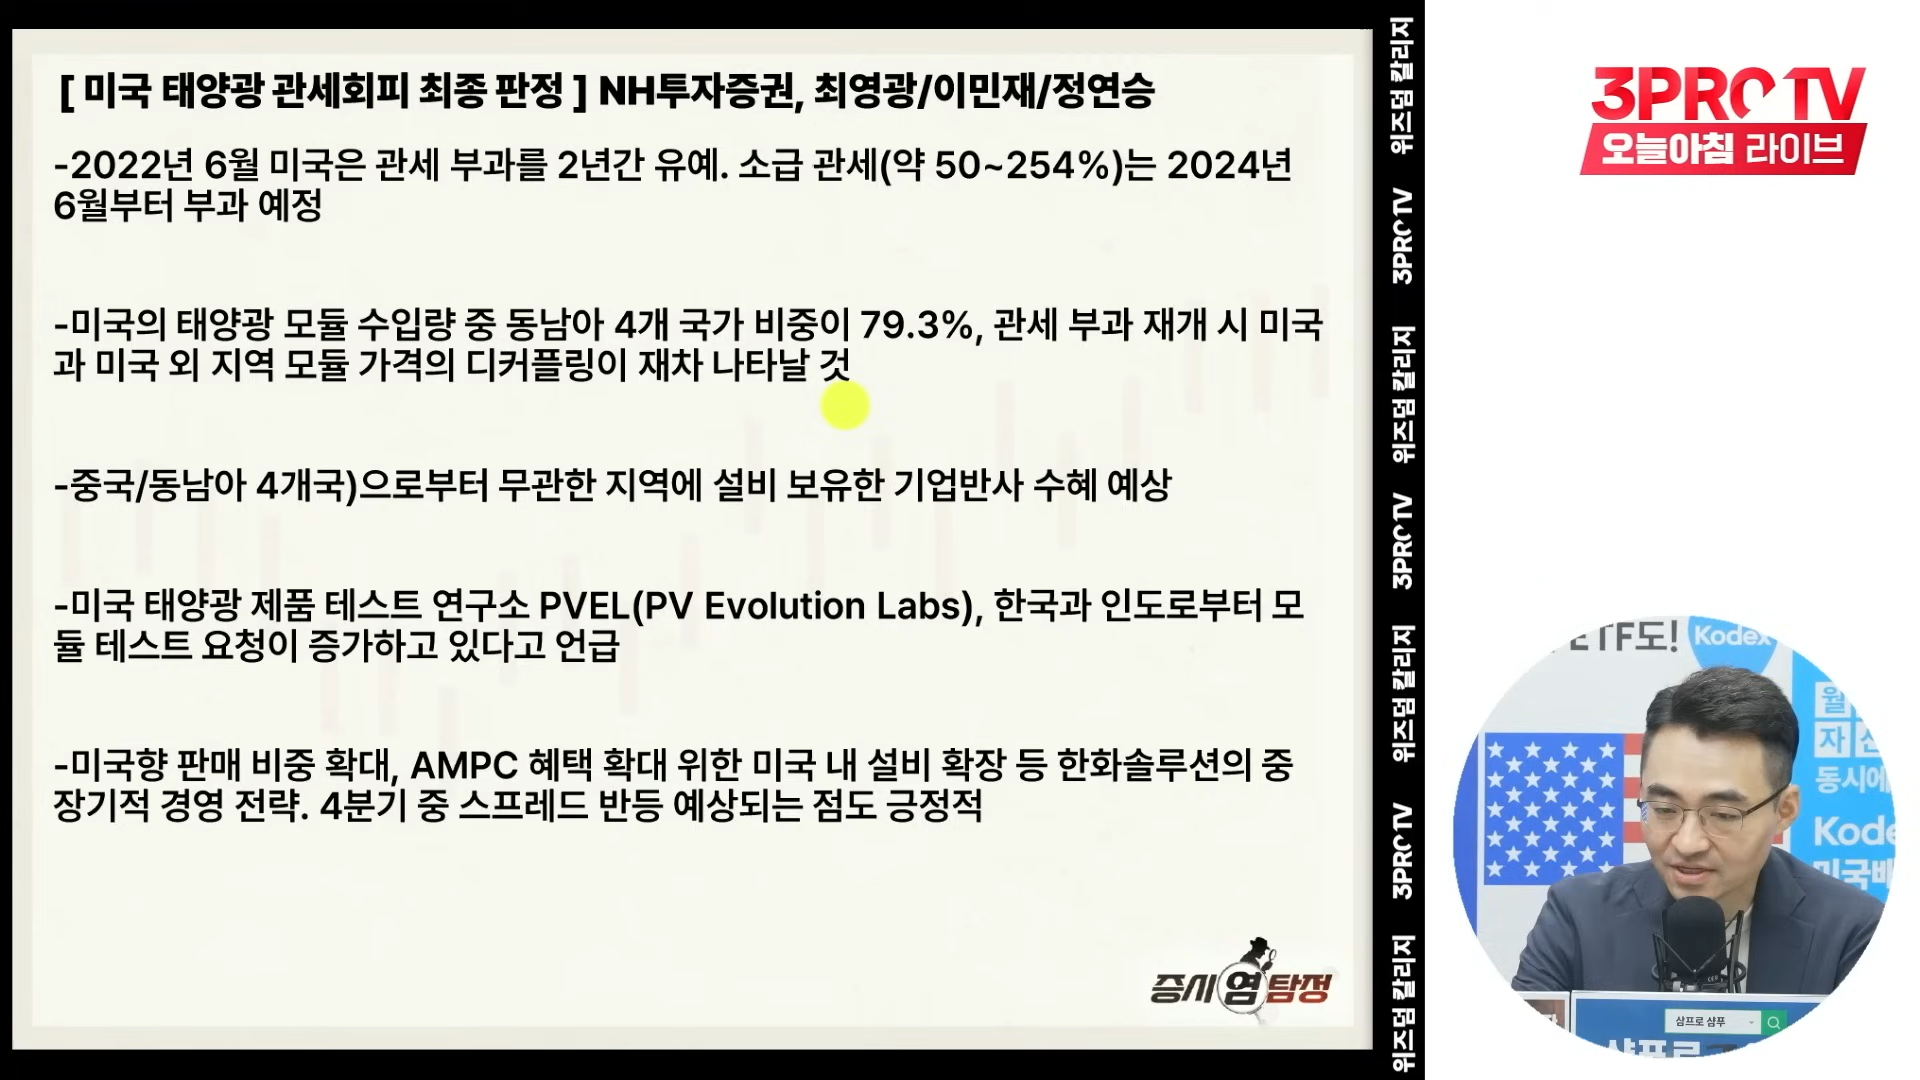 [ 미국 태양광 관세회피 최종 판정 ] NH투자증권, 최영광/이민재/정연승
-2022년 6월 미국은 관세 부과를 2년간 유예. 소급 관세(약 50~254%)는 2024년
6월부터 부과 예정
-미국의 태양광 모듈 수입량 중 동남아 4개 국가 비중이 79.3%, 관세 부과 재개 시 미국
과 미국 외 지역 모듈 가격의 디커플링이 재차 나타날 것
-중국/동남아 4개국)으로부터 무관한 지역에 설비 보유한 기업반사 수혜 예상
-미국 태양광 제품 테스트 연구소 PVEL(PV Evolution Labs), 한국과 인도로부터 모
듈 테스트 요청이 증가하고 있다고 언급
-미국향 판매 비중 확대, AMPC 혜택 확대 위한 미국 내 설비 확장 등 한화솔루션의 중
장기적 경영 전략. 4분기 중 스프레드 반등 예상되는 점도 긍정적
증시 염 탐정
위즈덤 칼리지
3PROTV
위즈덤 칼리지
3PROTV
위즈덤 칼리지
3PROTV
위즈덤 칼리지
3PROTV
오늘아침 라이브
ETF도!
Kodex
월
자산
동시에
Kode
미국배
삼프로 샴푸